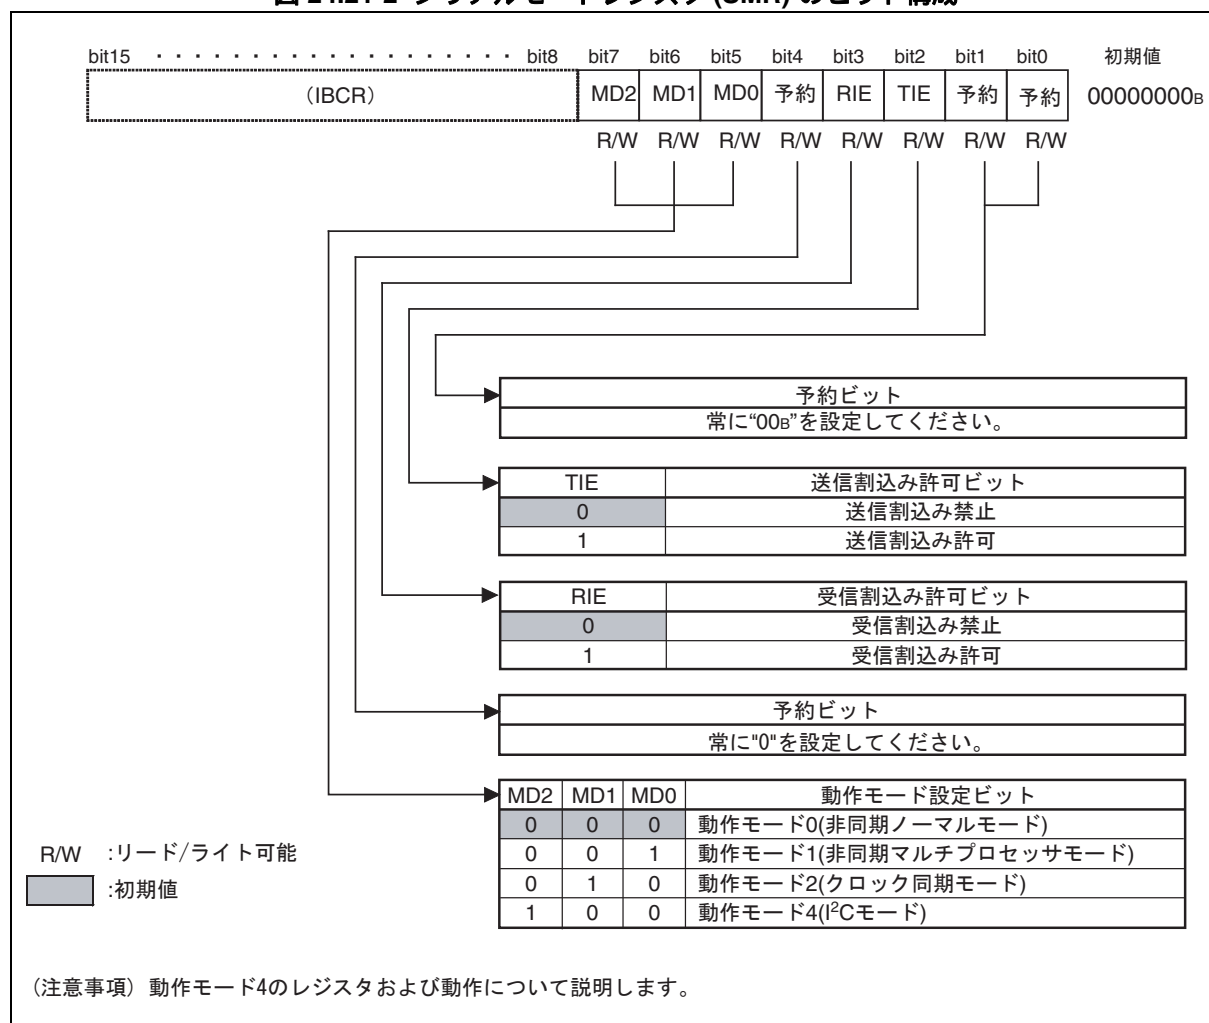 bit15 ・・・・・・・・・・・・・・・・・・・ bit8 bit7 bit6 bit5 bit4 bit3 bit2 bit1 bit0 初期値
(IBCR) MD2 MD1 MD0 予約 RIE TIE 予約 予約 00000000B
R/W R/W R/W R/W R/W R/W R/W R/W
予約ビット
常に“00B”を設定してください。
TIE 送信割込み許可ビット
0 送信割込み禁止
1 送信割込み許可
RIE 受信割込み許可ビット
0 受信割込み禁止
1 受信割込み許可
予約ビット
常に"0"を設定してください。
MD2 MD1 MD0 動作モード設定ビット
0 0 0 動作モード0(非同期ノーマルモード)
0 0 1 動作モード1(非同期マルチプロセッサモード)
0 1 0 動作モード2(クロック同期モード)
1 0 0 動作モード4(I²Cモード)
R/W :リード/ライト可能
:初期値
(注意事項) 動作モード4のレジスタおよび動作について説明します。